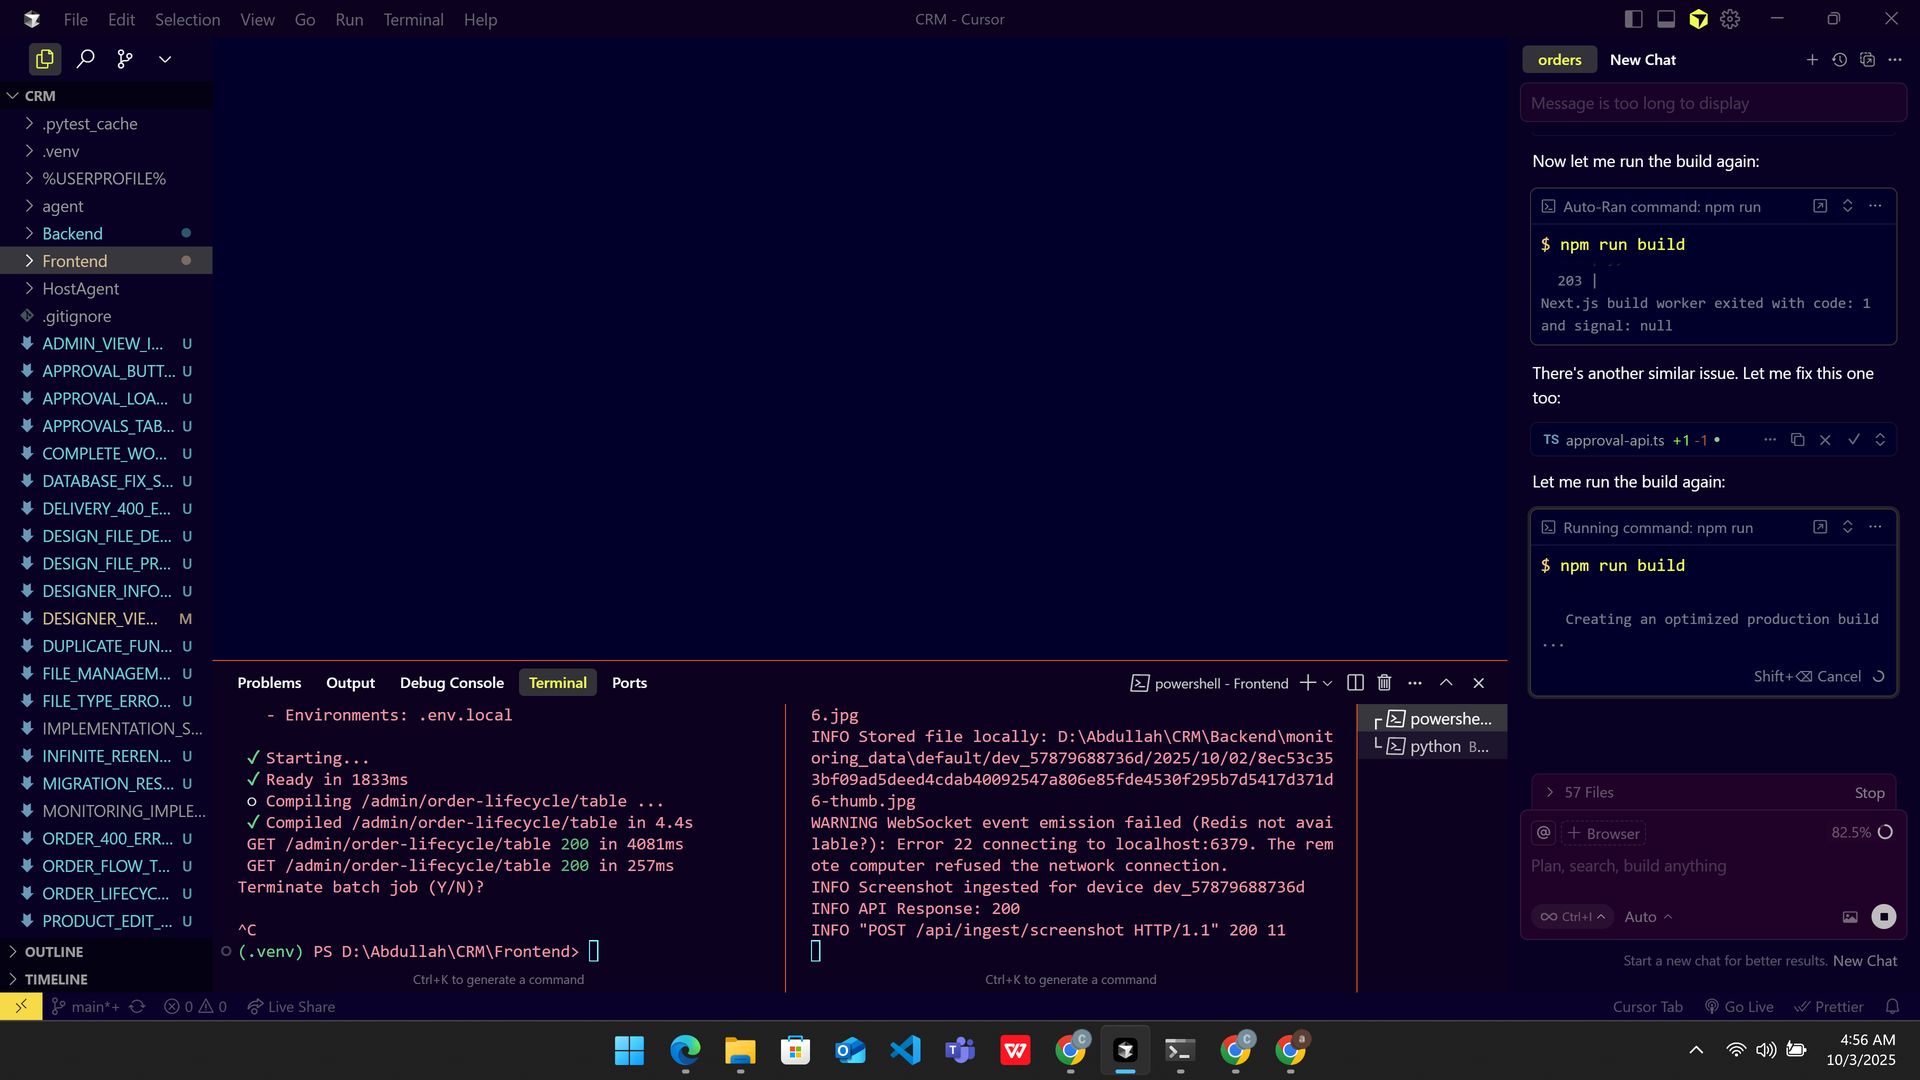 File Edit Selection View Go Run Terminal Help
CRM - Cursor
CRM
.pytest_cache
.venv
%USERPROFILE%
agent
Backend
Frontend
HostAgent
.gitignore
ADMIN_VIEW_I... U
APPROVAL_BUTT... U
APPROVAL_LOA... U
APPROVALS_TAB... U
COMPLETE_WO... U
DATABASE_FIX_S... U
DELIVERY_400_E... U
DESIGN_FILE_DE... U
DESIGN_FILE_PR... U
DESIGNER_INFO... U
DESIGNER_VIE... M
DUPLICATE_FUN... U
FILE_MANAGEM... U
FILE_TYPE_ERRO... U
IMPLEMENTATION_S...
INFINITE_REREN... U
MIGRATION_RES... U
MONITORING_IMPLE...
ORDER_400_ERR... U
ORDER_FLOW_T... U
ORDER_LIFECYC... U
PRODUCT_EDIT_... U
OUTLINE
TIMELINE
Problems Output Debug Console Terminal Ports
powershell - Frontend
- Environments: .env.local
✓ Starting...
✓ Ready in 1833ms
○ Compiling /admin/order-lifecycle/table ...
✓ Compiled /admin/order-lifecycle/table in 4.4s
GET /admin/order-lifecycle/table 200 in 4081ms
GET /admin/order-lifecycle/table 200 in 257ms
Terminate batch job (Y/N)?
^C
(.venv) PS D:\Abdullah\CRM\Frontend>
Ctrl+K to generate a command
6.jpg
INFO Stored file locally: D:\Abdullah\CRM\Backend\monit
oring_data\default/dev_57879688736d/2025/10/02/8ec53c35
3bf09ad5deed4cdab40092547a806e85fde4530f295b7d5417d371d
6-thumb.jpg
WARNING WebSocket event emission failed (Redis not avai
lable?): Error 22 connecting to localhost:6379. The rem
ote computer refused the network connection.
INFO Screenshot ingested for device dev_57879688736d
INFO API Response: 200
INFO "POST /api/ingest/screenshot HTTP/1.1" 200 11
Ctrl+K to generate a command
powershe...
python B...
orders New Chat
Message is too long to display
Now let me run the build again:
Auto-Ran command: npm run
$ npm run build
203 |
Next.js build worker exited with code: 1
and signal: null
There's another similar issue. Let me fix this one
too:
TS approval-api.ts +1 -1
Let me run the build again:
Running command: npm run
$ npm run build
Creating an optimized production build
...
Shift+⌫ Cancel
57 Files Stop
@ + Browser 82.5%
Plan, search, build anything
∞ Ctrl+I Auto
Start a new chat for better results. New Chat
main*+ 0 0 Live Share
Cursor Tab Go Live Prettier
4:56 AM
10/3/2025